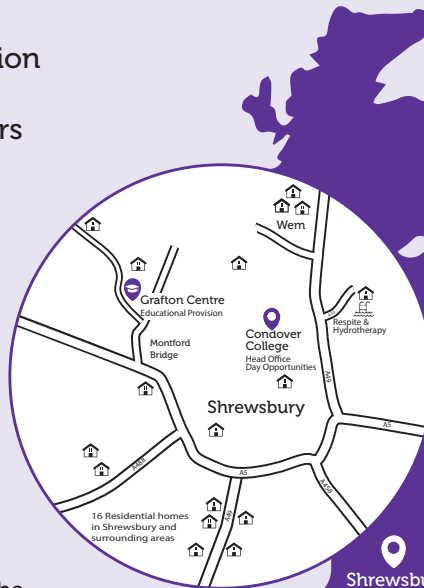 ion
rs
Wem
Grafton Centre
Educational Provision
Respite &
Hydrotherapy
Condover
College
Head Office
Day Opportunities
Montford
Bridge
A49
Shrewsbury
A5
A488
A5
A49
A458
16 Residential homes
in Shrewsbury and
surrounding areas
he
Shrewsbu